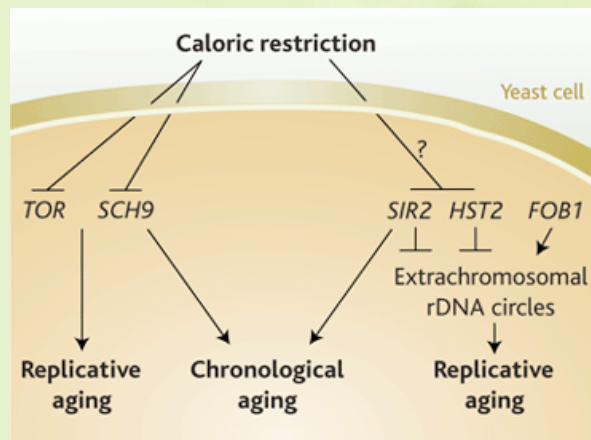 Caloric restriction
Yeast cell
?
TOR SCH9 SIR2 HST2 FOB1
Extrachromosomal
rDNA circles
Replicative
aging
Chronological
aging
Replicative
aging